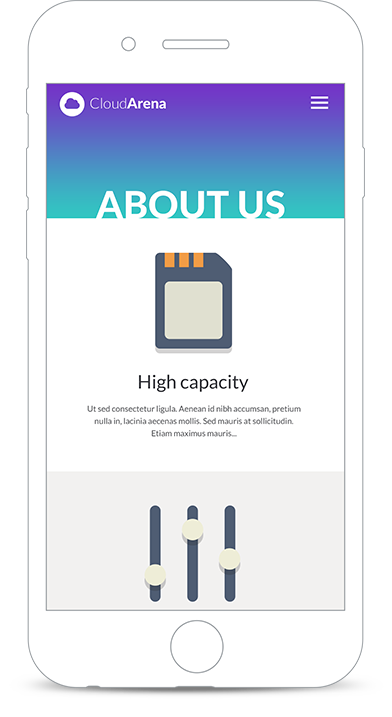 CloudArena
ABOUT US
High capacity
Ut sed consectetur ligula. Aenean id nibh accumsan, pretium
nulla in, lacinia aecenas mollis. Sed mauris at sollicitudin.
Etiam maximus mauris...